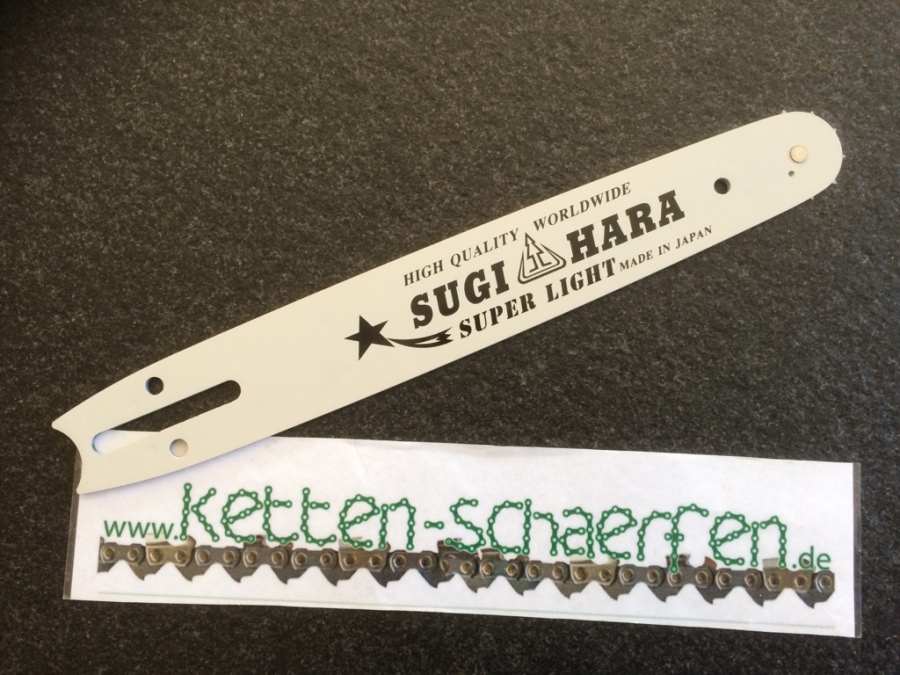 HIGH QUALITY WORLDWIDE
SUGI HARA
SUPER LIGHT MADE IN JAPAN
www.Ketten-schaerfen.de